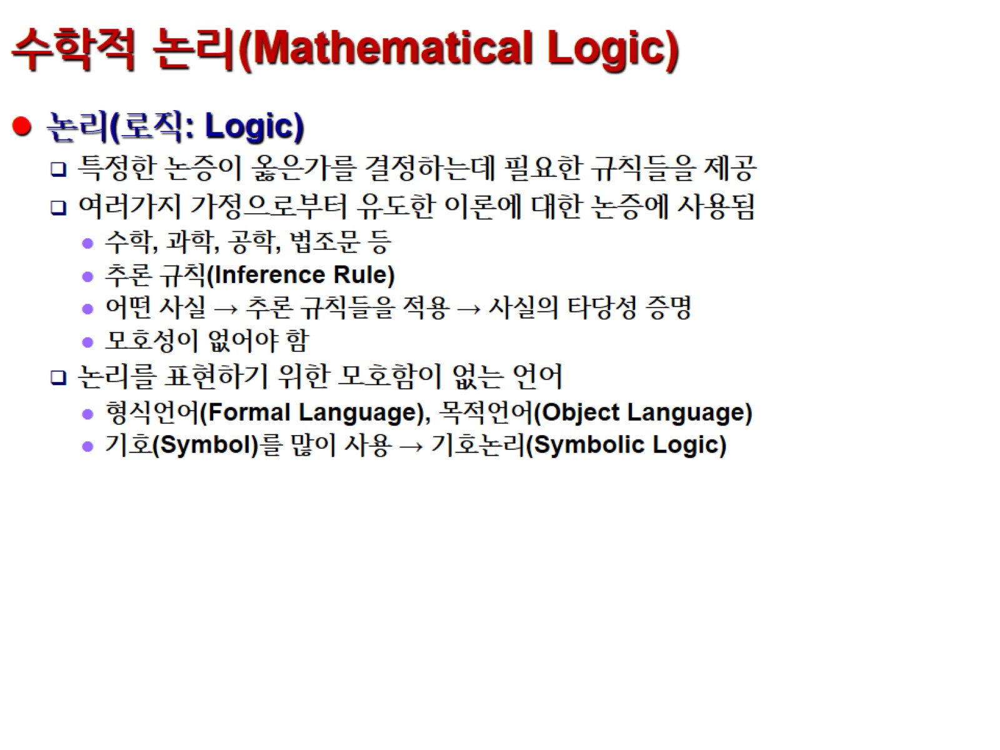 수학적 논리(Mathematical Logic)
논리(로직: Logic)
특정한 논증이 옳은가를 결정하는데 필요한 규칙들을 제공
여러가지 가정으로부터 유도한 이론에 대한 논증에 사용됨
수학, 과학, 공학, 법조문 등
추론 규칙(Inference Rule)
어떤 사실 → 추론 규칙들을 적용 → 사실의 타당성 증명
모호성이 없어야 함
논리를 표현하기 위한 모호함이 없는 언어
형식언어(Formal Language), 목적언어(Object Language)
기호(Symbol)를 많이 사용 → 기호논리(Symbolic Logic)